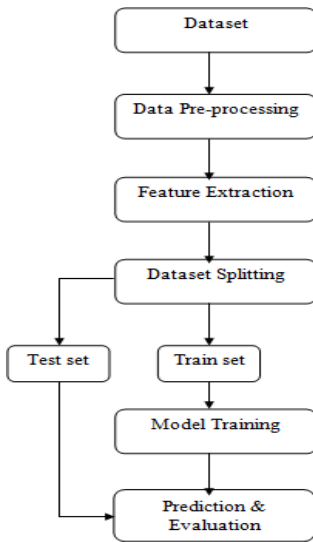 Dataset
Data Pre-processing
Feature Extraction
Dataset Splitting
Test set
Train set
Model Training
Prediction &
Evaluation